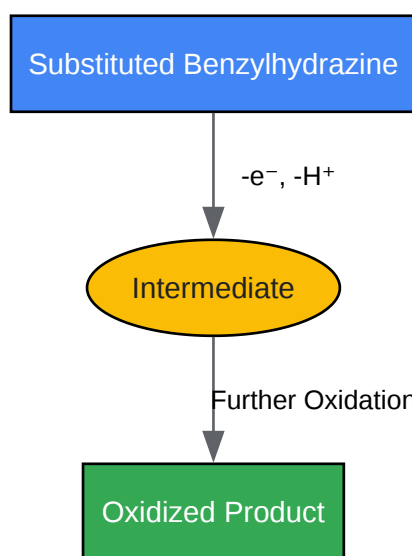 Substituted Benzylhydrazine
-e⁻, -H⁺
Intermediate
Further Oxidation
Oxidized Product